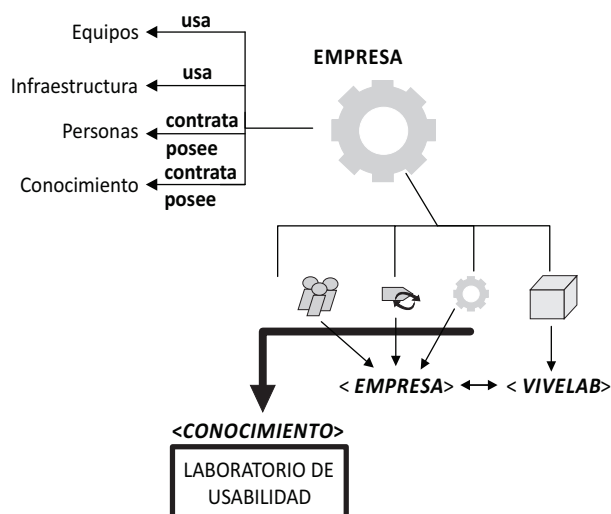 Equipos
usa
EMPRESA
Infraestructura
usa
Personas
contrata
posee
Conocimiento
contrata
posee
< EMPRESA>
< VIVELAB>
<CONOCIMIENTO>
LABORATORIO DE
USABILIDAD